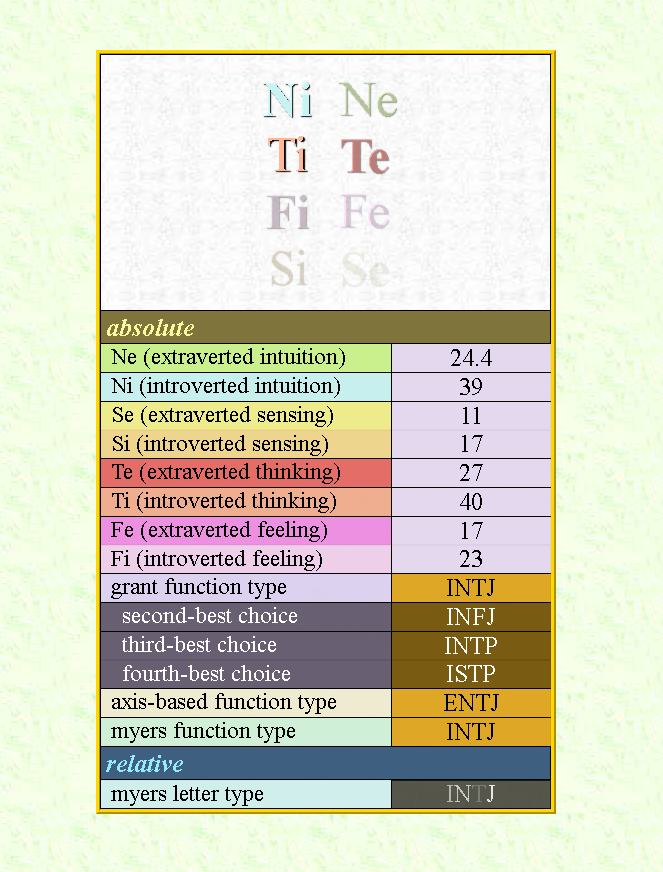 Ni Ne
Ti Te
Fi Fe
Si Se
absolute
Ne (extraverted intuition) 24.4
Ni (introverted intuition) 39
Se (extraverted sensing) 11
Si (introverted sensing) 17
Te (extraverted thinking) 27
Ti (introverted thinking) 40
Fe (extraverted feeling) 17
Fi (introverted feeling) 23
grant function type INTJ
second-best choice INFJ
third-best choice INTP
fourth-best choice ISTP
axis-based function type ENTJ
myers function type INTJ
relative
myers letter type INTJ